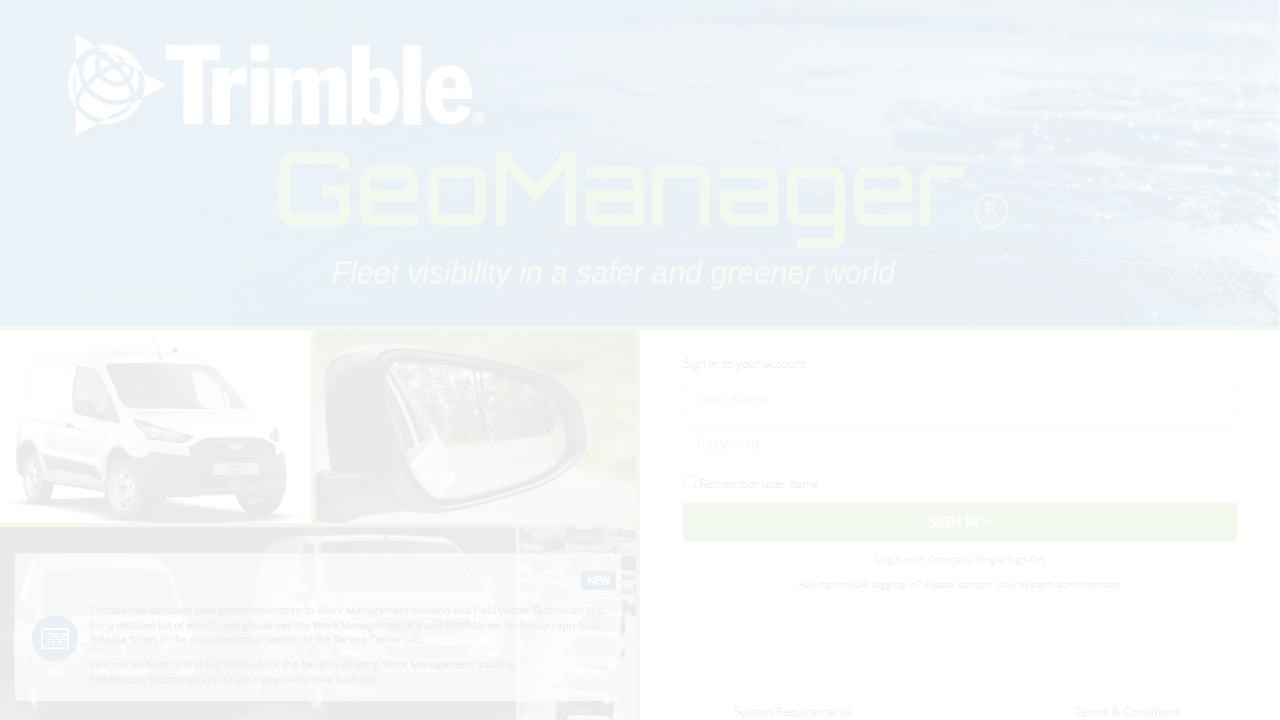 Trimble®
GeoManager®
Fleet visibility in a safer and greener world
Sign in to your account
User Name
Password
Remember user name
SIGN IN >
Login with Company Single Sign-On
Having trouble logging in? Please contact your system administrator
NEW
Trimble has launched new enhancements to its Work Management solution and FieldMaster Technician app.
For a detailed list of what's new please see the Work Management 4.4 and FieldMaster Technician app 1.10
Release Notes in the documentation section of the Service Center tab.
Visit our website to find out more about the benefits of using Work Management and the
FieldMaster Technician app to get more tasks done each day.
System Requirements
Terms & Conditions